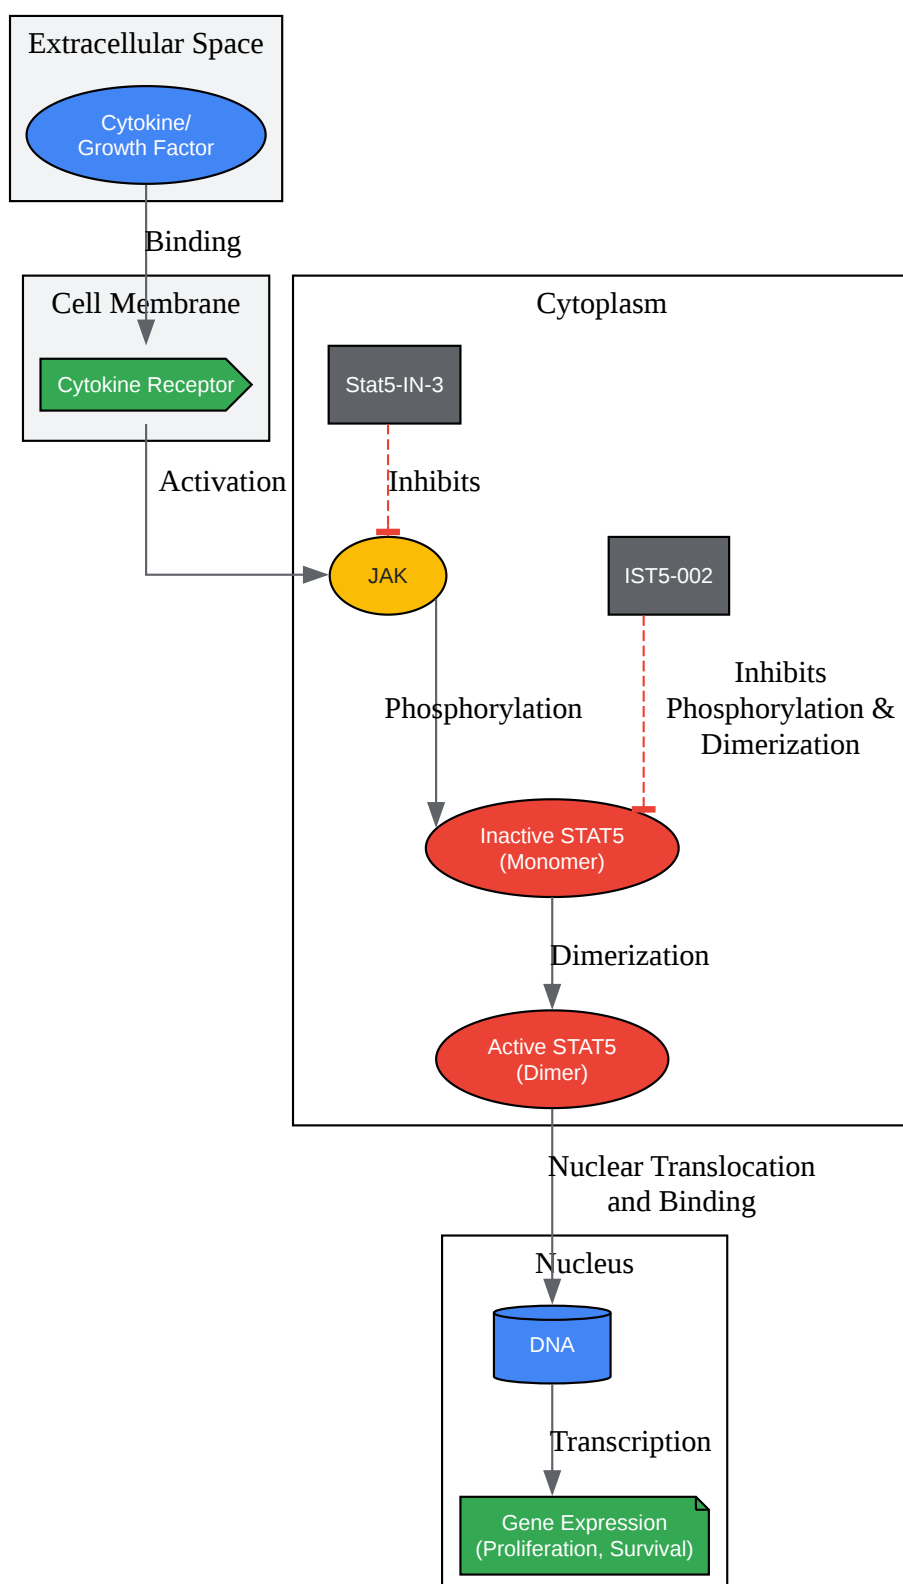 Extracellular Space
Cytokine/
Growth Factor
Binding
Cell Membrane
Cytokine Receptor
Activation
Cytoplasm
Stat5-IN-3
Inhibits
JAK
IST5-002
Phosphorylation
Inhibits
Phosphorylation &
Dimerization
Inactive STAT5
(Monomer)
Dimerization
Active STAT5
(Dimer)
Nuclear Translocation
and Binding
Nucleus
DNA
Transcription
Gene Expression
(Proliferation, Survival)